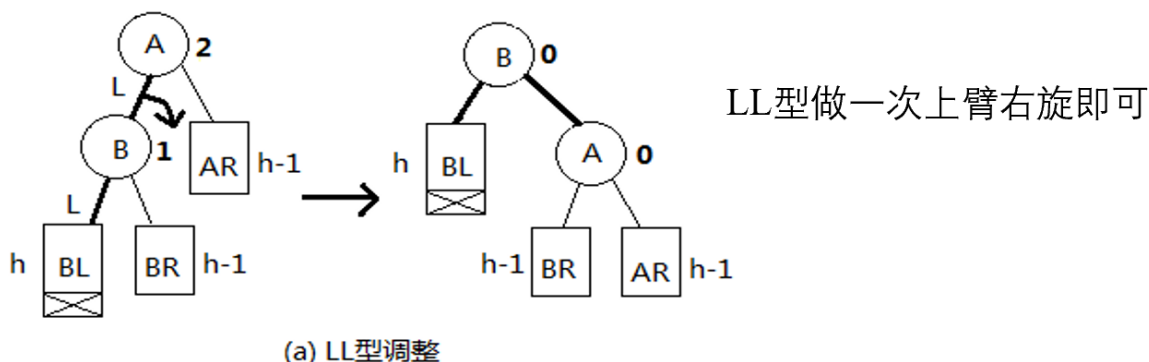 A 2
B 0
L
LL型做一次上臂右旋即可
B 1
AR h-1
h BL
A 0
L
h BL
BR h-1
h-1 BR
AR h-1
(a) LL型调整